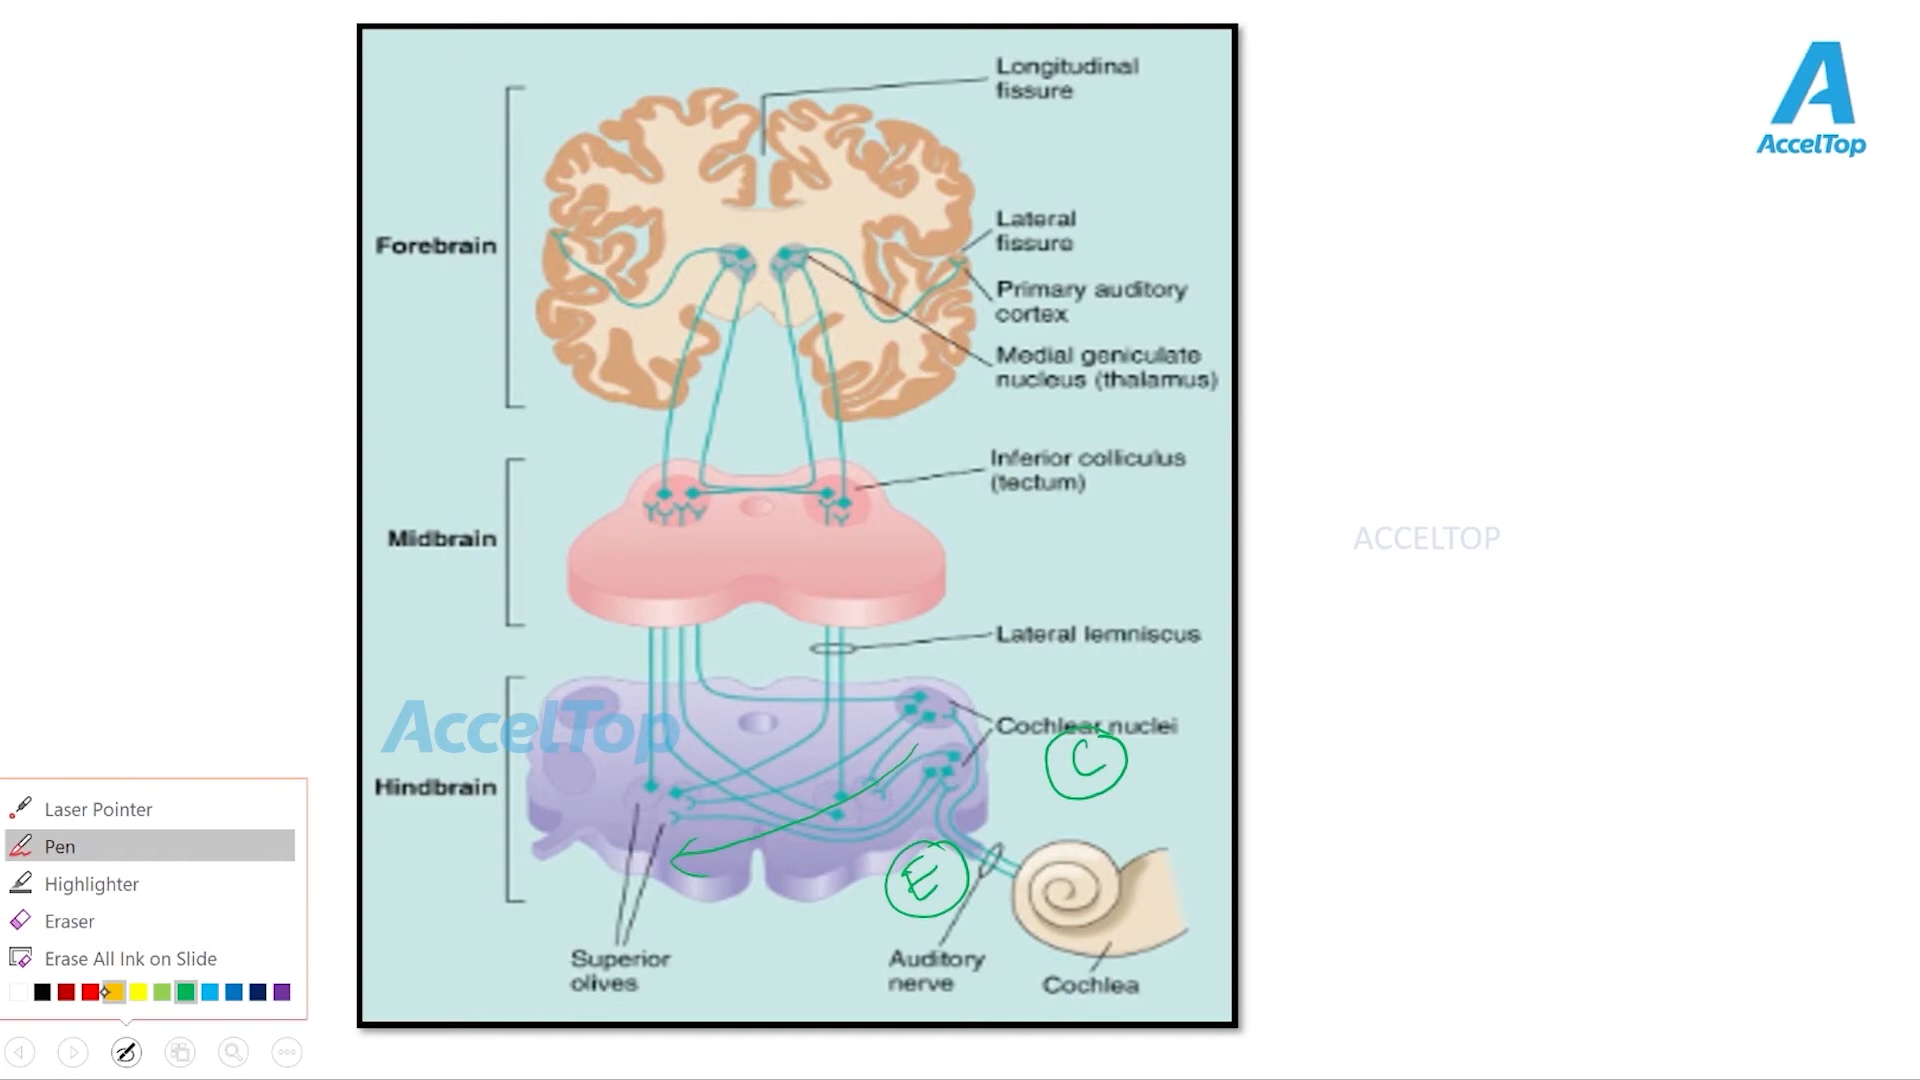 Longitudinal
fissure
A
AccelTop
Lateral
fissure
Forebrain
Primary auditory
cortex
Medial geniculate
nucleus (thalamus)
Inferior colliculus
(tectum)
Midbrain
ACCELTOP
Lateral lemniscus
AccelTop
Cochlear nuclei
C
Hindbrain
E
Superior
olives
Auditory
nerve
Cochlea
Laser Pointer
Pen
Highlighter
Eraser
Erase All Ink on Slide